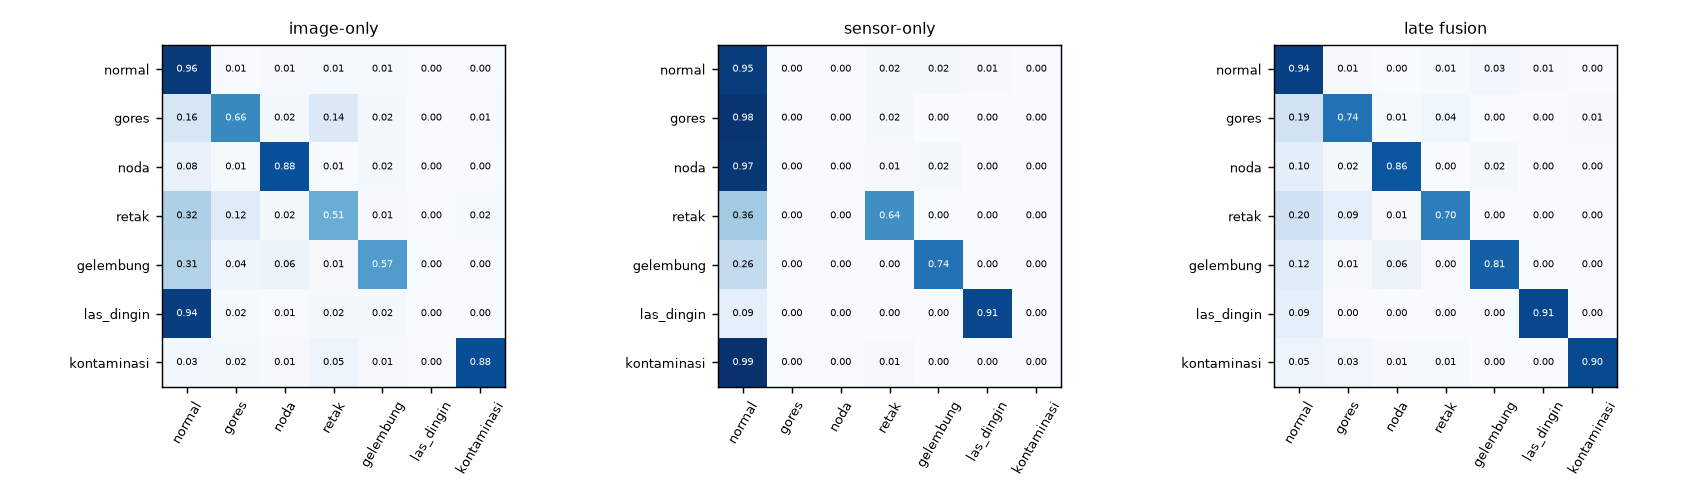 image-only
normal 0.96 0.01 0.01 0.01 0.01 0.00 0.00
gores 0.16 0.66 0.02 0.14 0.02 0.00 0.01
noda 0.08 0.01 0.88 0.01 0.02 0.00 0.00
retak 0.32 0.12 0.02 0.51 0.01 0.00 0.02
gelembung 0.31 0.04 0.06 0.01 0.57 0.00 0.00
las_dingin 0.94 0.02 0.01 0.02 0.02 0.00 0.00
kontaminasi 0.03 0.02 0.01 0.05 0.01 0.00 0.88
normal gores noda retak gelembung las_dingin kontaminasi
sensor-only
normal 0.95 0.00 0.00 0.02 0.02 0.01 0.00
gores 0.98 0.00 0.00 0.02 0.00 0.00 0.00
noda 0.97 0.00 0.00 0.01 0.02 0.00 0.00
retak 0.36 0.00 0.00 0.64 0.00 0.00 0.00
gelembung 0.26 0.00 0.00 0.00 0.74 0.00 0.00
las_dingin 0.09 0.00 0.00 0.00 0.00 0.91 0.00
kontaminasi 0.99 0.00 0.00 0.01 0.00 0.00 0.00
normal gores noda retak gelembung las_dingin kontaminasi
late fusion
normal 0.94 0.01 0.00 0.01 0.03 0.01 0.00
gores 0.19 0.74 0.01 0.04 0.00 0.00 0.01
noda 0.10 0.02 0.86 0.00 0.02 0.00 0.00
retak 0.20 0.09 0.01 0.70 0.00 0.00 0.00
gelembung 0.12 0.01 0.06 0.00 0.81 0.00 0.00
las_dingin 0.09 0.00 0.00 0.00 0.00 0.91 0.00
kontaminasi 0.05 0.03 0.01 0.01 0.00 0.00 0.90
normal gores noda retak gelembung las_dingin kontaminasi